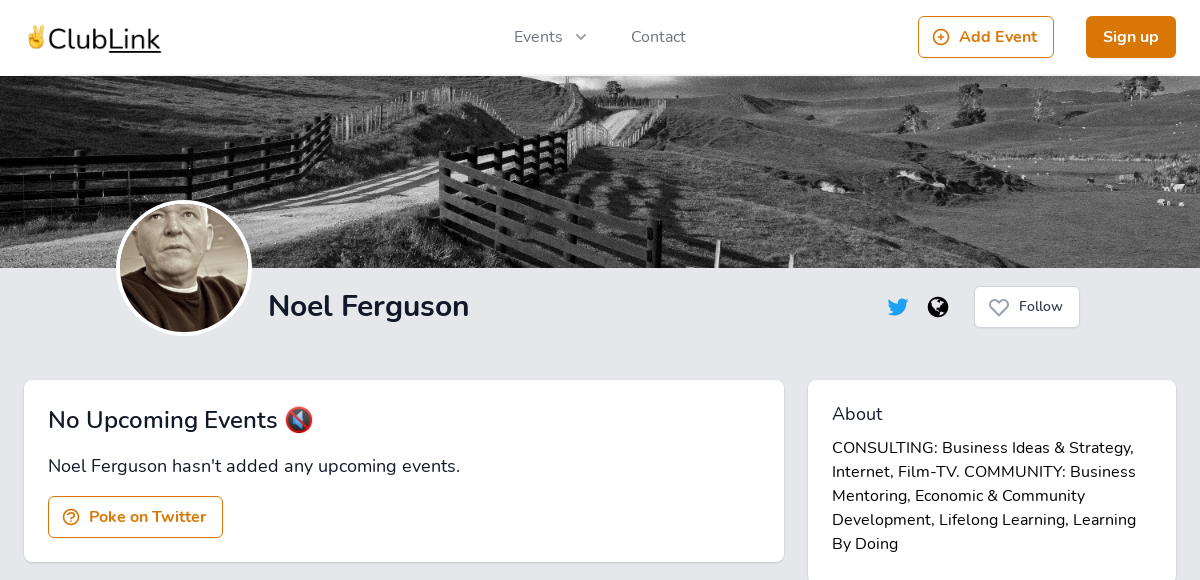 ✌ClubLink
Events
Contact
Add Event
Sign up
Noel Ferguson
Follow
No Upcoming Events 🔇
Noel Ferguson hasn't added any upcoming events.
Poke on Twitter
About
CONSULTING: Business Ideas & Strategy,
Internet, Film-TV. COMMUNITY: Business
Mentoring, Economic & Community
Development, Lifelong Learning, Learning
By Doing